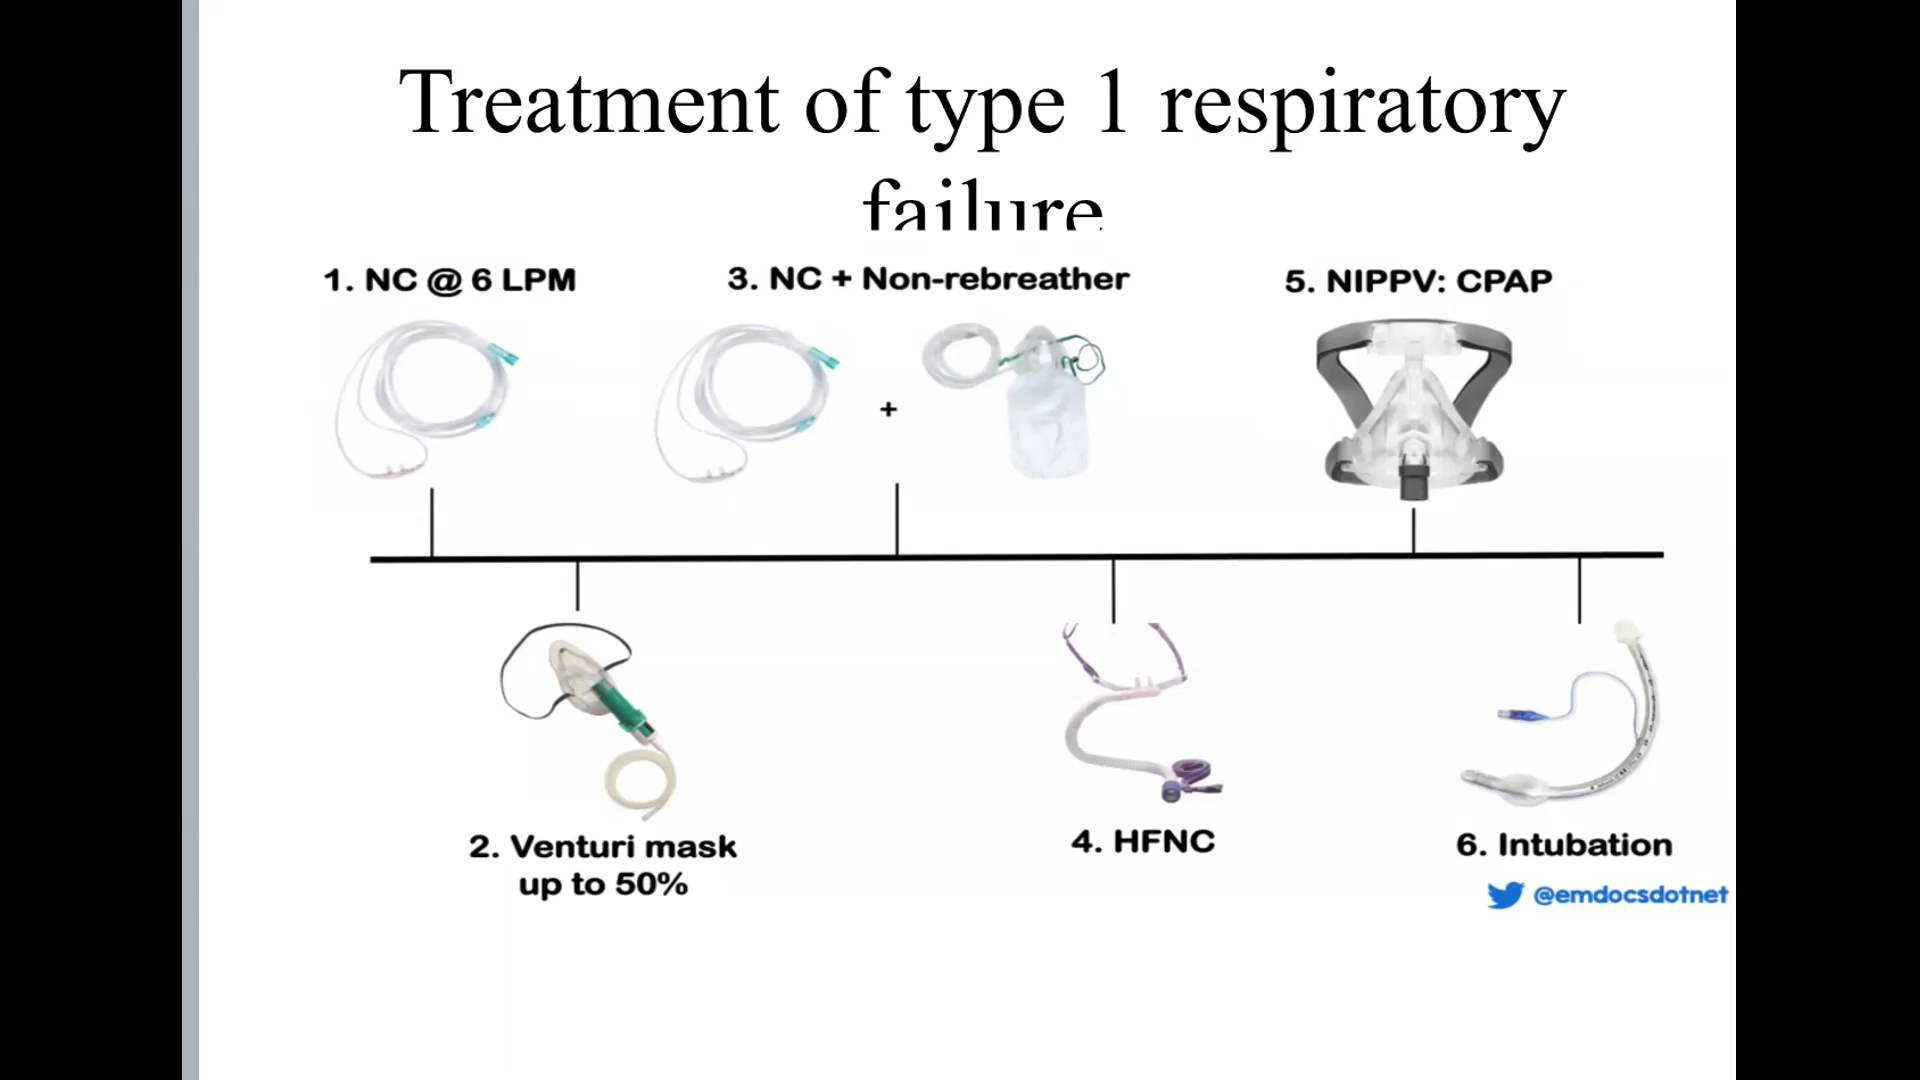 Treatment of type 1 respiratory
failure
1. NC @ 6 LPM
3. NC + Non-rebreather
5. NIPPV: CPAP
+
2. Venturi mask
up to 50%
4. HFNC
6. Intubation
@emdocsdotnet